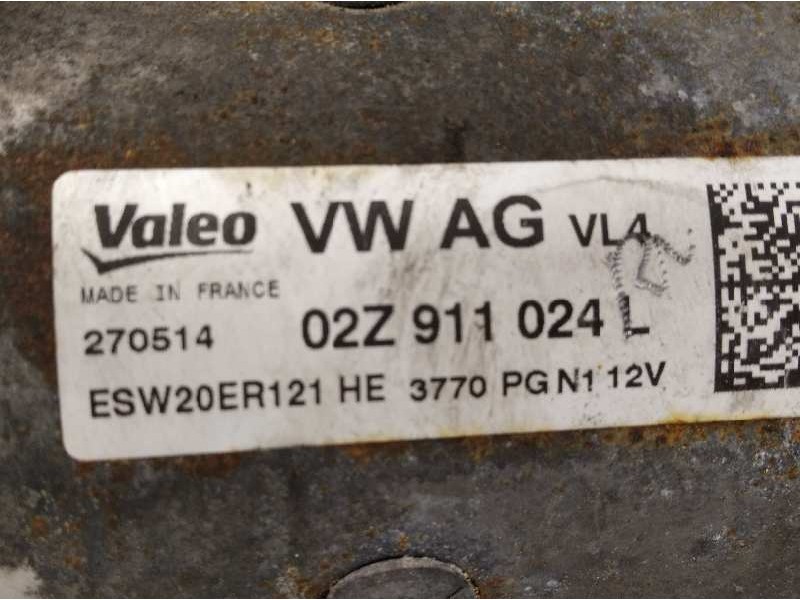 Valeo VW AG VL4
MADE IN FRANCE
270514 02Z 911 024 L
ESW20ER121 HE 3770 PG N1 12V